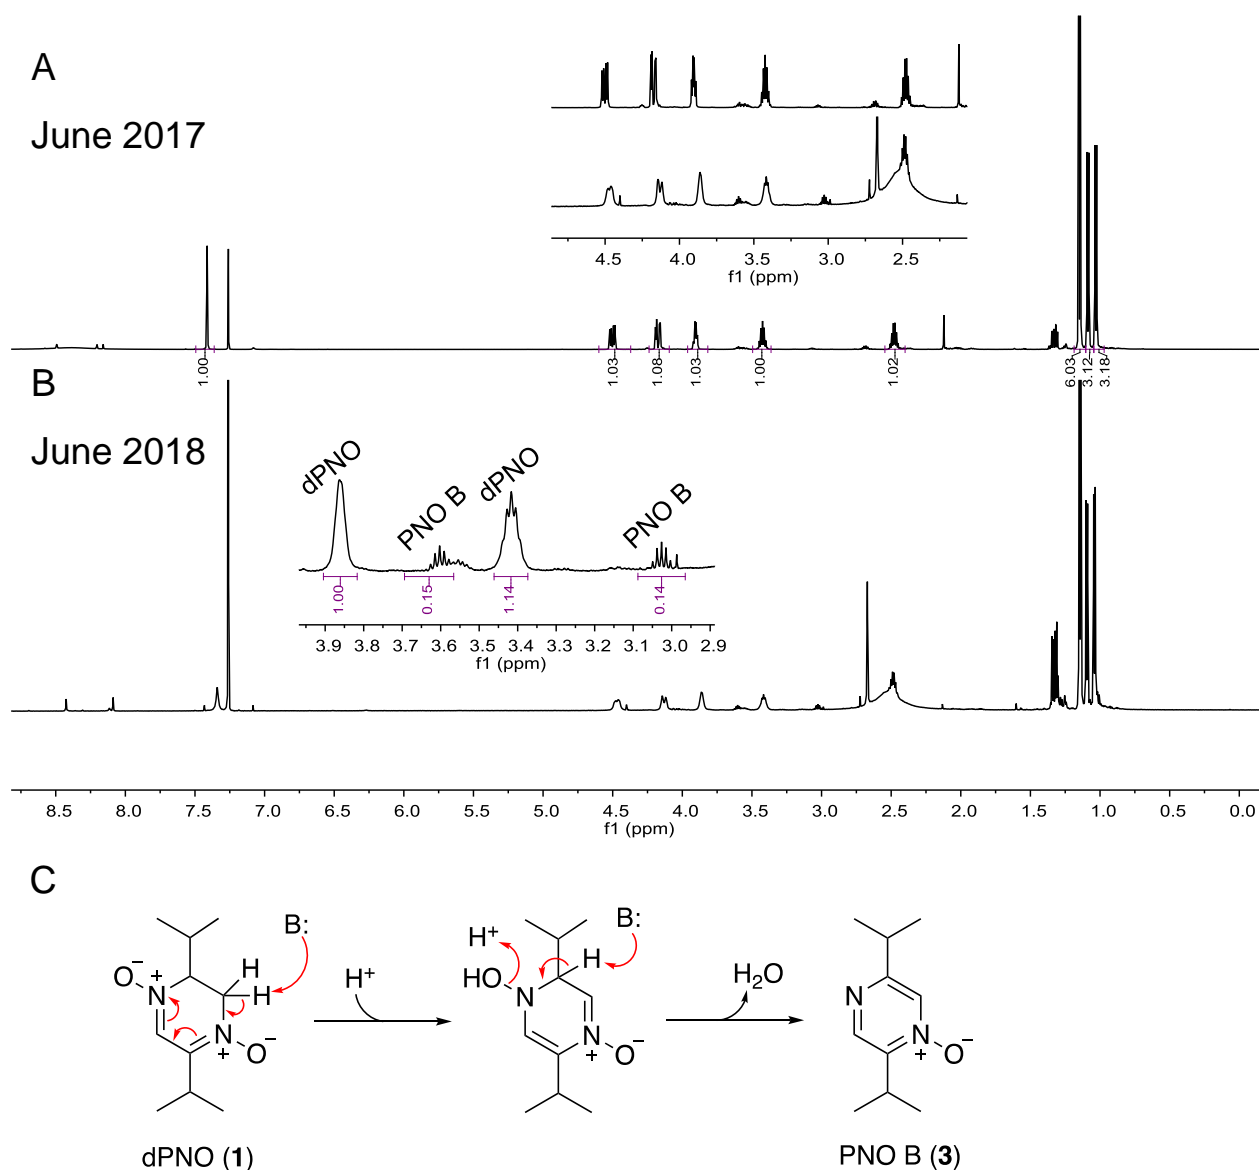 A
June 2017
4.5 4.0 3.5 3.0 2.5
f1 (ppm)
1.00 1.03 1.08 1.03 1.00 1.02 6.03 3.12 3.18
B
June 2018
dPNO PNO B dPNO PNO B
1.00 0.15 1.14 0.14
3.9 3.8 3.7 3.6 3.5 3.4 3.3 3.2 3.1 3.0 2.9
f1 (ppm)
8.5 8.0 7.5 7.0 6.5 6.0 5.5 5.0 4.5 4.0 3.5 3.0 2.5 2.0 1.5 1.0 0.5 0.0
f1 (ppm)
C
B: H H O⁻ N⁺ N⁺ O⁻
H⁺
H⁺ B: H HO N N⁺ O⁻
H₂O
N N⁺ O⁻
dPNO (1)
PNO B (3)